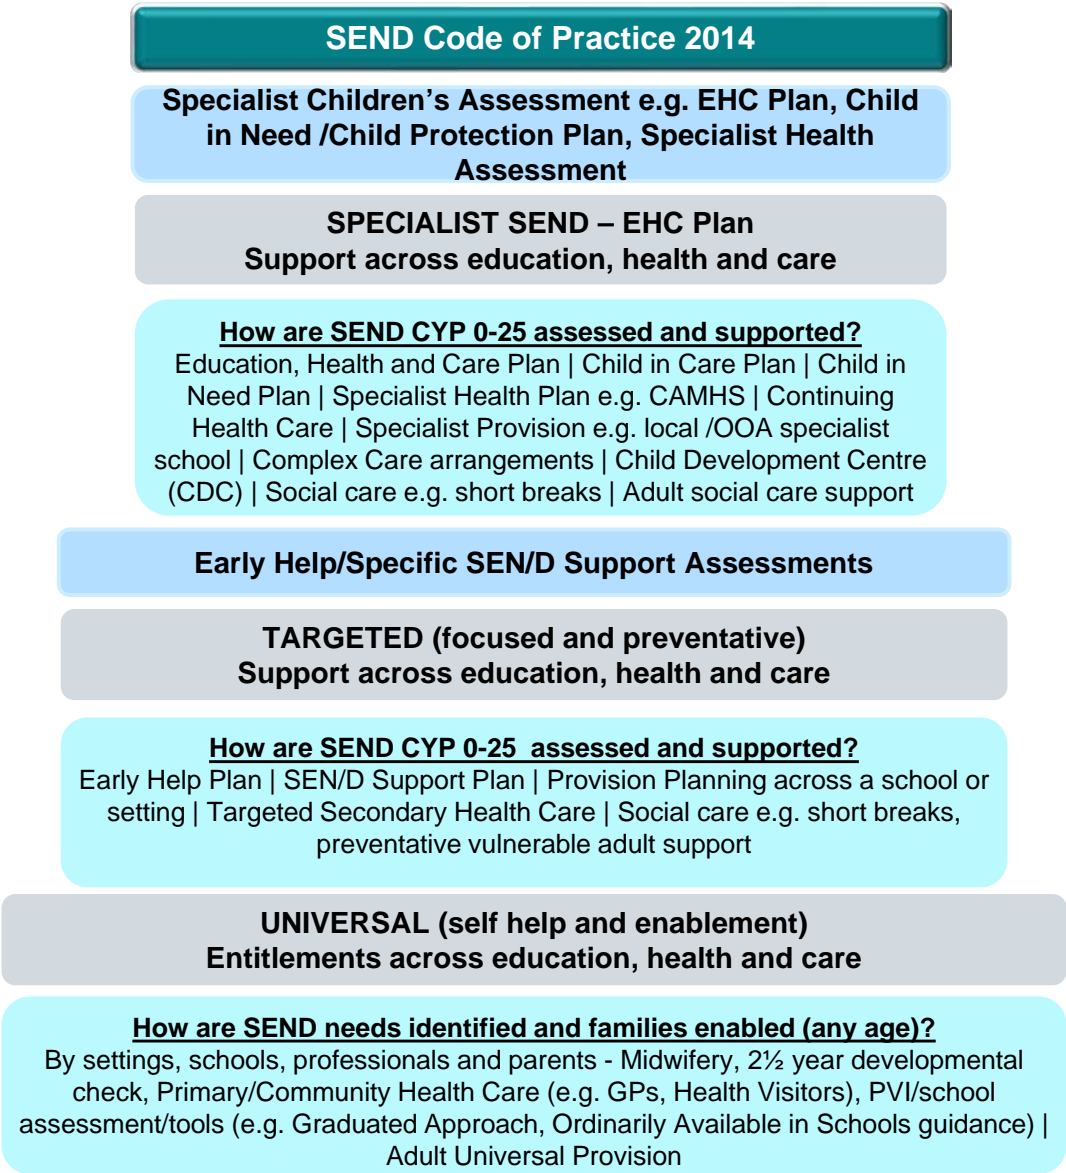 SEND Code of Practice 2014
Specialist Children's Assessment e.g. EHC Plan, Child
in Need /Child Protection Plan, Specialist Health
Assessment
SPECIALIST SEND – EHC Plan
Support across education, health and care
How are SEND CYP 0-25 assessed and supported?
Education, Health and Care Plan | Child in Care Plan | Child in
Need Plan | Specialist Health Plan e.g. CAMHS | Continuing
Health Care | Specialist Provision e.g. local /OOA specialist
school | Complex Care arrangements | Child Development Centre
(CDC) | Social care e.g. short breaks | Adult social care support
Early Help/Specific SEN/D Support Assessments
TARGETED (focused and preventative)
Support across education, health and care
How are SEND CYP 0-25  assessed and supported?
Early Help Plan | SEN/D Support Plan | Provision Planning across a school or
setting | Targeted Secondary Health Care | Social care e.g. short breaks,
preventative vulnerable adult support
UNIVERSAL (self help and enablement)
Entitlements across education, health and care
How are SEND needs identified and families enabled (any age)?
By settings, schools, professionals and parents - Midwifery, 2½ year developmental
check, Primary/Community Health Care (e.g. GPs, Health Visitors), PVI/school
assessment/tools (e.g. Graduated Approach, Ordinarily Available in Schools guidance) |
Adult Universal Provision